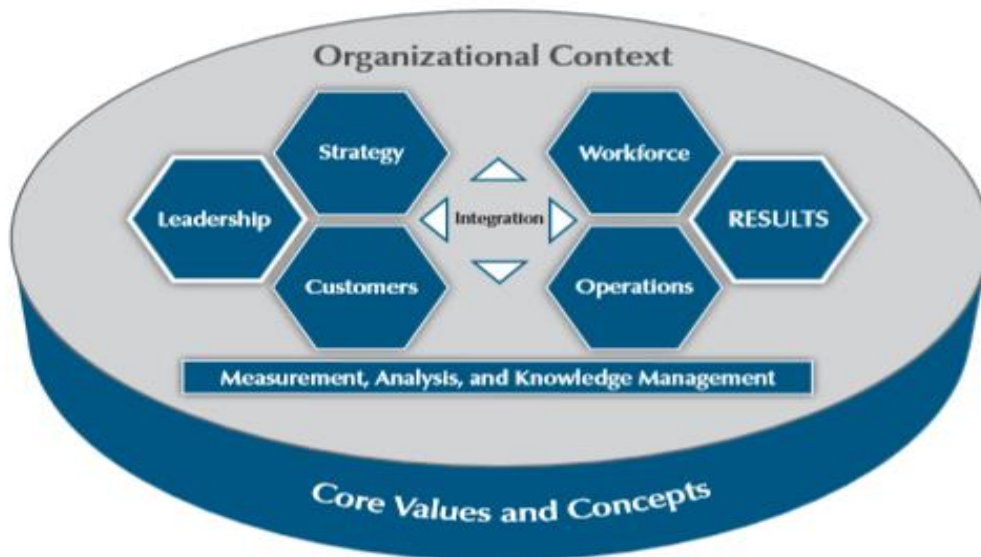 Organizational Context
Strategy
Workforce
Leadership
Integration
RESULTS
Customers
Operations
Measurement, Analysis, and Knowledge Management
Core Values and Concepts